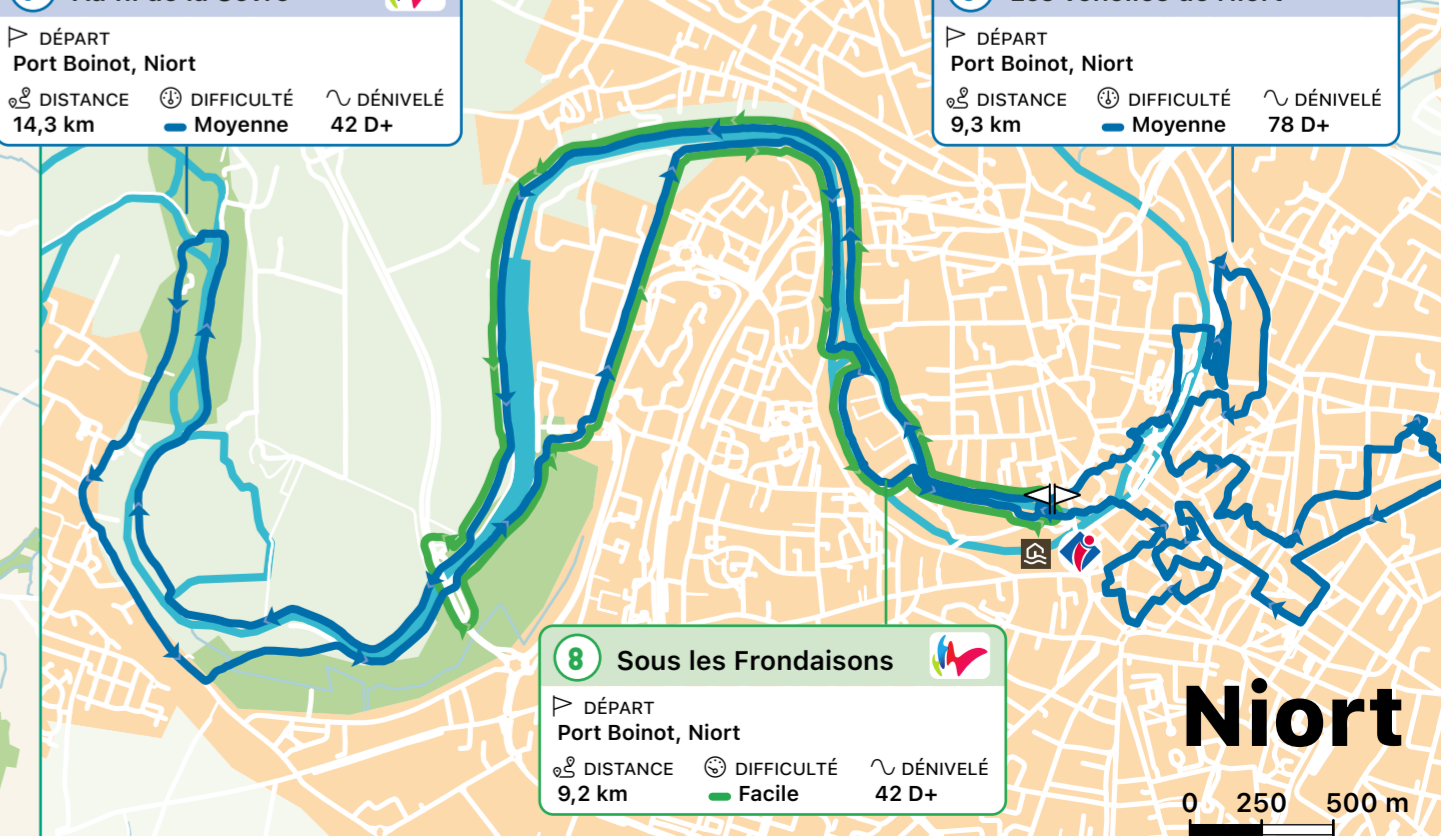 DÉPART
Port Boinot, Niort
DISTANCE DIFFICULTÉ DÉNIVELÉ
14,3 km Moyenne 42 D+
DÉPART
Port Boinot, Niort
DISTANCE DIFFICULTÉ DÉNIVELÉ
9,3 km Moyenne 78 D+
8 Sous les Frondaisons
DÉPART
Port Boinot, Niort
DISTANCE DIFFICULTÉ DÉNIVELÉ
9,2 km Facile 42 D+
Niort
0 250 500 m